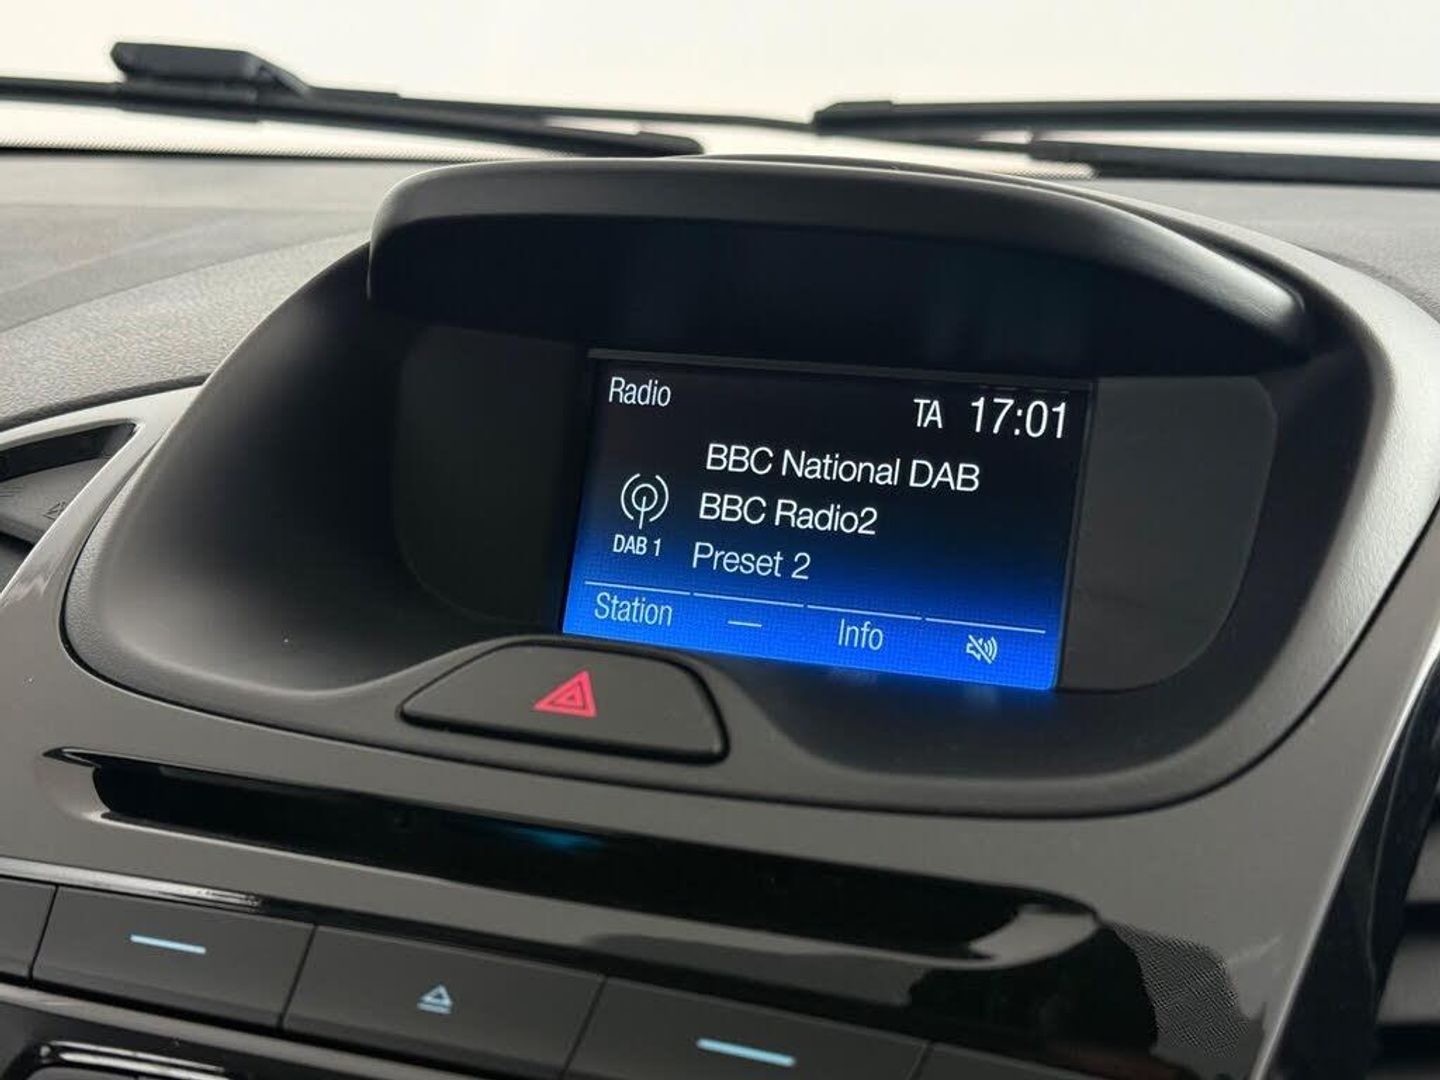 Radio
TA 17:01
BBC National DAB
BBC Radio2
DAB 1
Preset 2
Station — Info